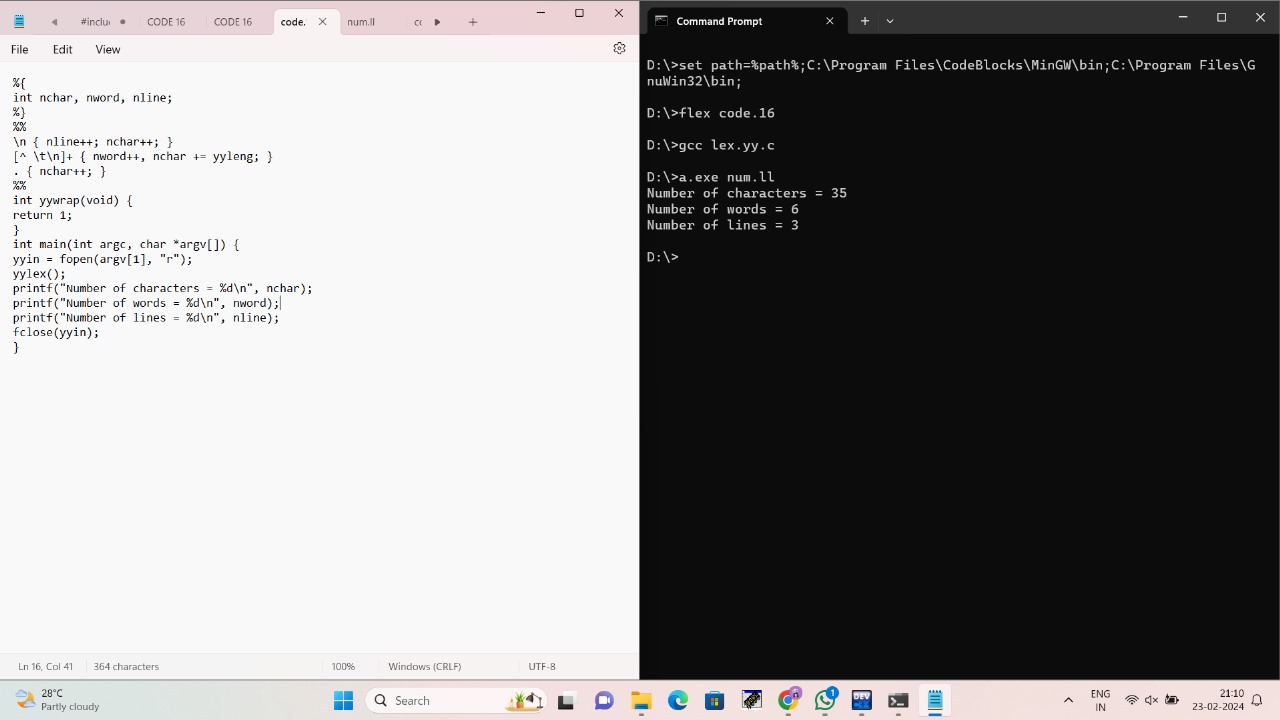 #inclu
CODE 16
CODE 16
code.
num.ll
File
Edit
View
%{
int nchar, nword, nline;
%}
%%
\n { nline++; nchar++; }
[^ \t\n]+ { nword++, nchar += yyleng; }
. { nchar++; }
%%
int yywrap(void) {
return 1;
}
int main(int argc, char *argv[]) {
yyin = fopen(argv[1], "r");
yylex();
printf("Number of characters = %d\n", nchar);
printf("Number of words = %d\n", nword);
printf("Number of lines = %d\n", nline);
fclose(yyin);
}
Ln 16, Col 41
364 characters
100%
Windows (CRLF)
UTF-8
Command Prompt
D:\>set path=%path%;C:\Program Files\CodeBlocks\MinGW\bin;C:\Program Files\G
nuWin32\bin;
D:\>flex code.16
D:\>gcc lex.yy.c
D:\>a.exe num.ll
Number of characters = 35
Number of words = 6
Number of lines = 3
D:\>
28°C
Partly cloudy
Search
1
DEV
ENG
IN
21:10
23-02-2024